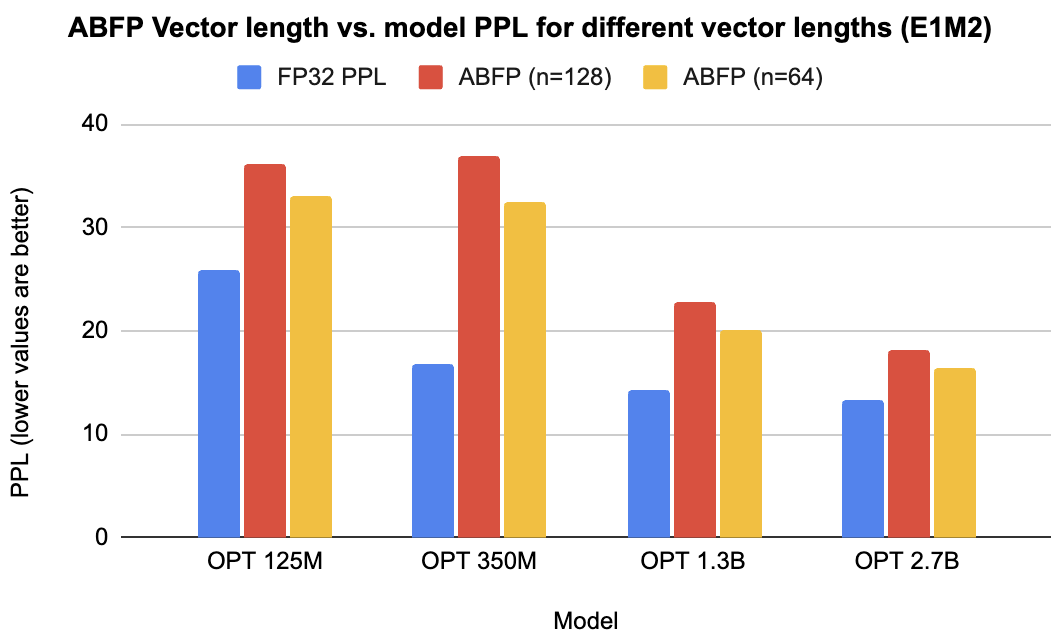 ABFP Vector length vs. model PPL for different vector lengths (E1M2)
FP32 PPL ABFP (n=128) ABFP (n=64)
PPL (lower values are better)
40
30
20
10
0
OPT 125M OPT 350M OPT 1.3B OPT 2.7B
Model